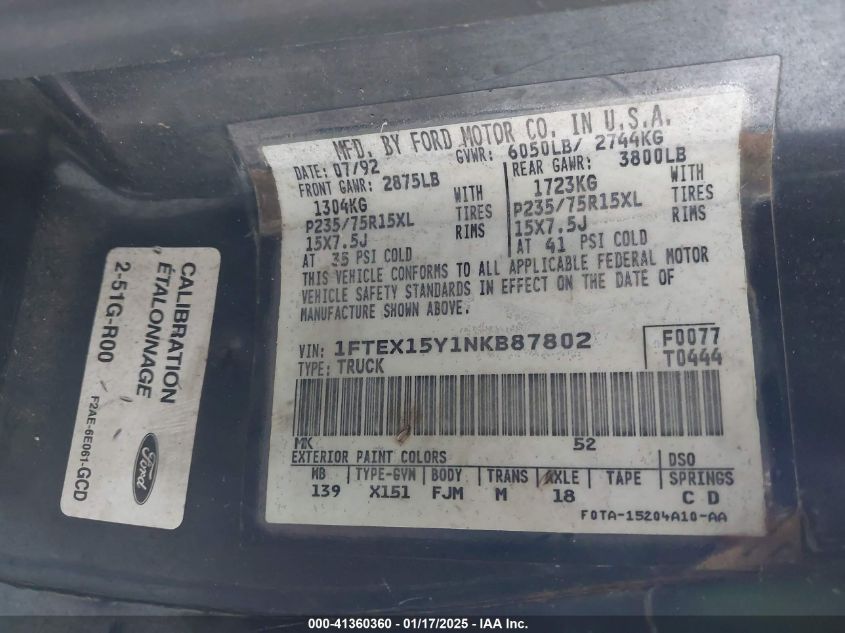 MFD. BY FORD MOTOR CO. IN U.S.A.
DATE: 07/92 GVWR: 6050LB/ 2744KG
FRONT GAWR: 2875LB REAR GAWR: 3800LB
1304KG WITH 1723KG WITH
P235/75R15XL TIRES P235/75R15XL TIRES
15X7.5J RIMS 15X7.5J RIMS
AT 35 PSI COLD AT 41 PSI COLD
THIS VEHICLE CONFORMS TO ALL APPLICABLE FEDERAL MOTOR
VEHICLE SAFETY STANDARDS IN EFFECT ON THE DATE OF
MANUFACTURE SHOWN ABOVE.
VIN: 1FTEX15Y1NKB87802 F0077
TYPE: TRUCK T0444
MK 52
EXTERIOR PAINT COLORS DSO
WB TYPE-GVW BODY TRANS AXLE TAPE SPRINGS
139 X151 FJM M 18 C D
F0TA-15204A10-AA
CALIBRATION
ÉTALONNAGE
2-51G-R00
F2AE-6E061-GCD
Ford
000-41360360 - 01/17/2025 - IAA Inc.